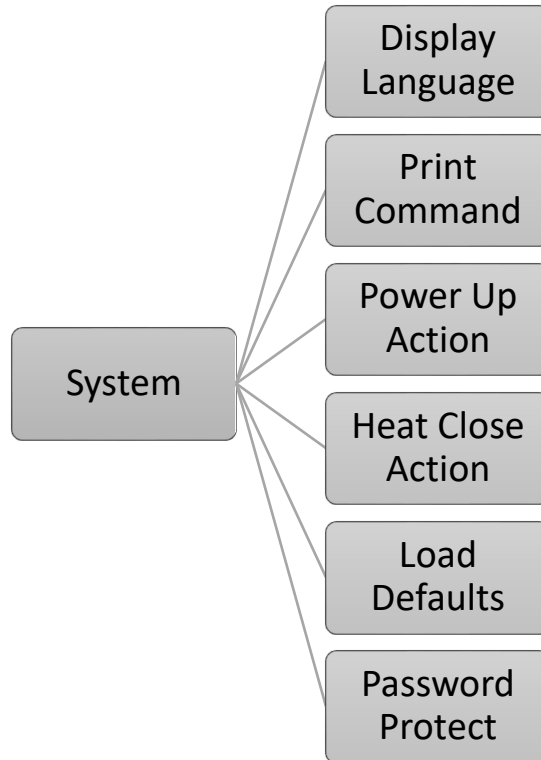 Display
Language
Print
Command
Power Up
Action
System
Heat Close
Action
Load
Defaults
Password
Protect